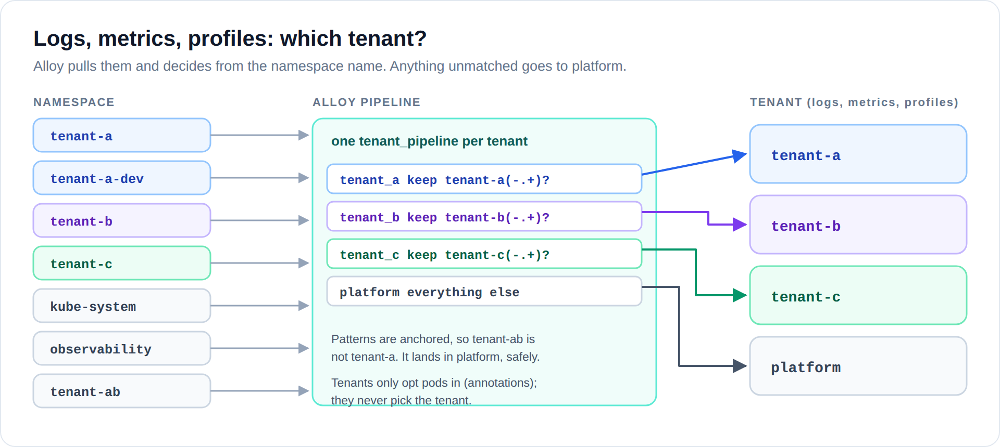 Logs, metrics, profiles: which tenant?
Alloy pulls them and decides from the namespace name. Anything unmatched goes to platform.
NAMESPACE
tenant-a
tenant-a-dev
tenant-b
tenant-c
kube-system
observability
tenant-ab
ALLOY PIPELINE
one tenant_pipeline per tenant
tenant_a keep tenant-a(-.+)?
tenant_b keep tenant-b(-.+)?
tenant_c keep tenant-c(-.+)?
platform everything else
Patterns are anchored, so tenant-ab is
not tenant-a. It lands in platform, safely.
Tenants only opt pods in (annotations);
they never pick the tenant.
TENANT (logs, metrics, profiles)
tenant-a
tenant-b
tenant-c
platform